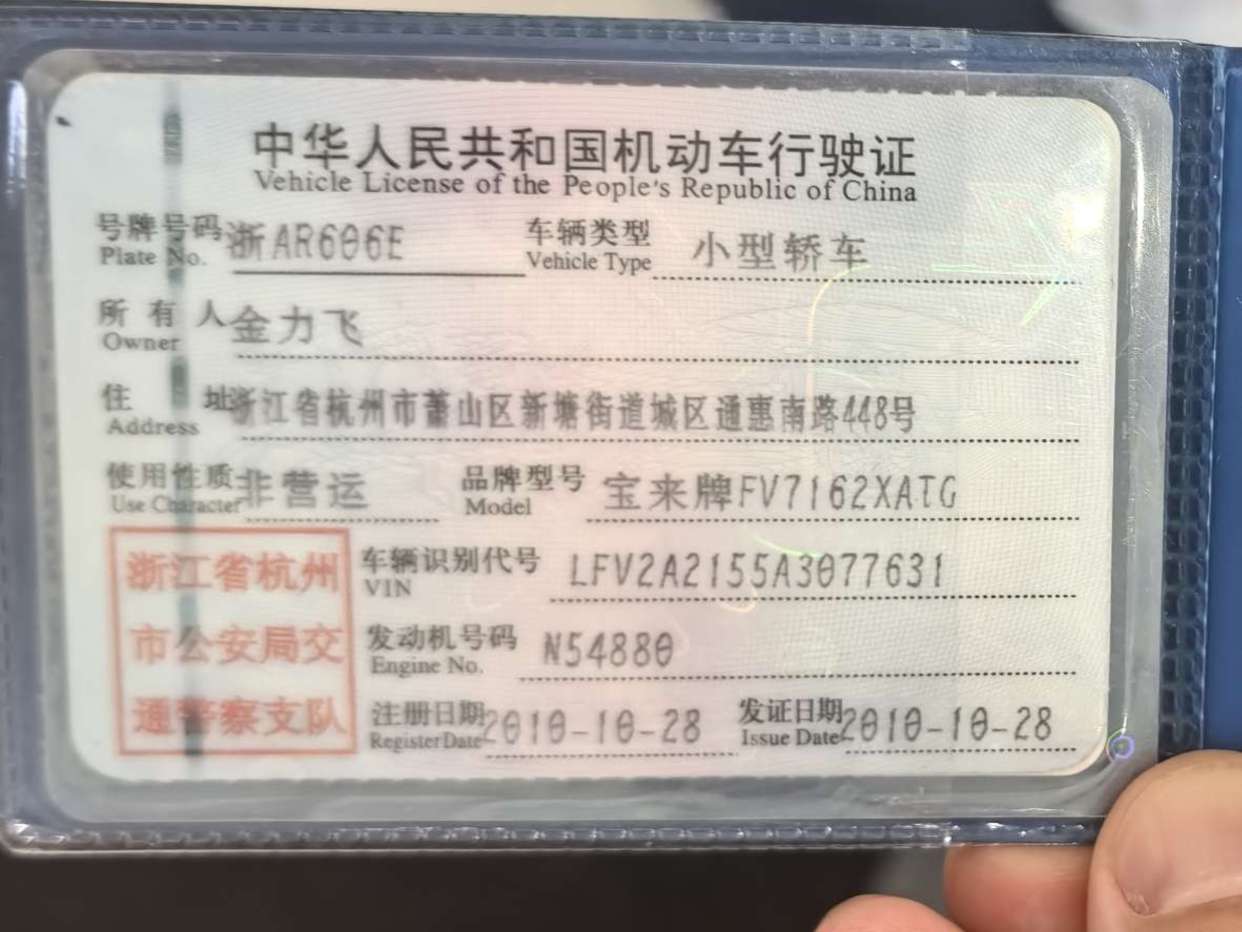 中华人民共和国机动车行驶证
Vehicle License of the People's Republic of China
号牌号码 浙AR606E 车辆类型 小型轿车
Plate No. Vehicle Type
所有人 金力飞
Owner
住址 浙江省杭州市萧山区新塘街道城区通惠南路448号
Address
使用性质 非营运 品牌型号 宝来牌FV7162XATG
Use Character Model
浙江省杭州
市公安局交
通警察支队
车辆识别代号 LFV2A2155A3077631
VIN
发动机号码 N54880
Engine No.
注册日期 2010-10-28 发证日期 2010-10-28
Register Date Issue Date